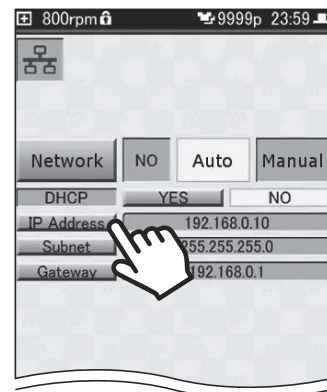 800rpm 9999p 23:59
Network NO Auto Manual
DHCP YES NO
IP Address 192.168.0.10
Subnet 255.255.255.0
Gateway 192.168.0.1